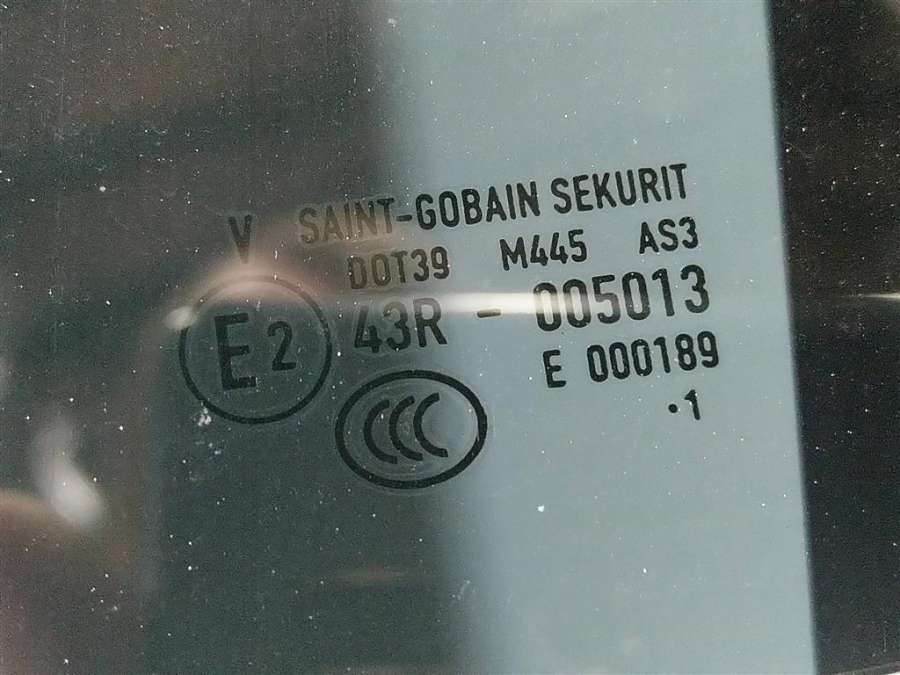 V SAINT-GOBAIN SEKURIT
DOT39 M445 AS3
E2 43R - 005013
E 000189
CCC
·1